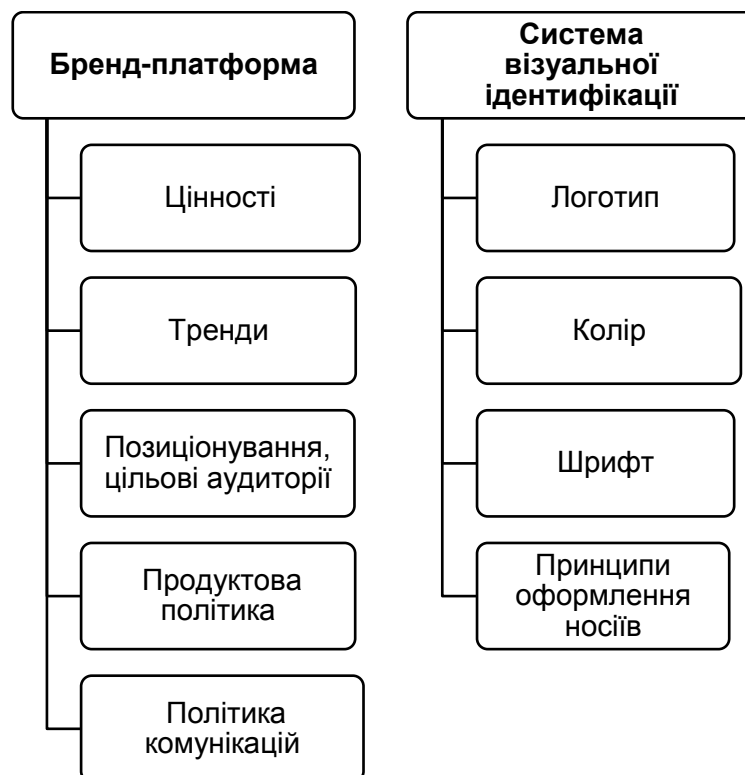 Бренд-платформа
Цінності
Тренди
Позиціонування,
цільові аудиторії
Продуктова
політика
Політика
комунікацій
Система
візуальної
ідентифікації
Логотип
Колір
Шрифт
Принципи
оформлення
носіїв